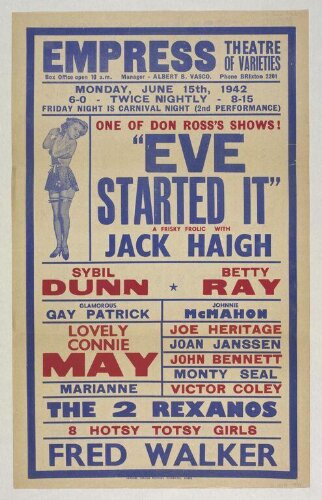 EMPRESS THEATRE OF VARIETIES
Box Office open 10 a.m. Manager - ALBERT S. VASCO. Phone BRIxton 2201
MONDAY, JUNE 15th, 1942
6-0 - TWICE NIGHTLY - 8-15
FRIDAY NIGHT IS CARNIVAL NIGHT (2nd PERFORMANCE)
ONE OF DON ROSS'S SHOWS!
"EVE
STARTED IT"
A FRISKY FROLIC WITH
JACK HAIGH
SYBIL
DUNN
★
BETTY
RAY
GLAMOROUS
GAY PATRICK
LOVELY
CONNIE
MAY
MARIANNE
JOHNNIE
McMAHON
JOE HERITAGE
JOAN JANSSEN
JOHN BENNETT
MONTY SEAL
VICTOR COLEY
THE 2 REXANOS
8 HOTSY TOTSY GIRLS
FRED WALKER